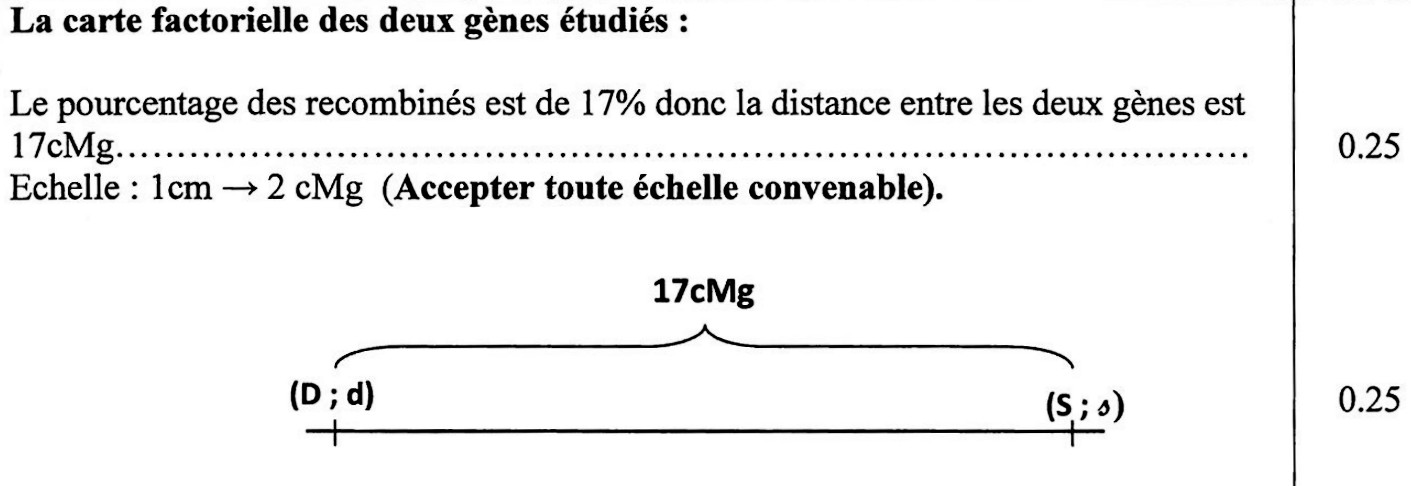 La carte factorielle des deux gènes étudiés :
Le pourcentage des recombinés est de 17% donc la distance entre les deux gènes est
17cMg.......................................................................................... 0.25
Echelle : 1cm → 2 cMg (Accepter toute échelle convenable).
17cMg
(D ; d) (S ; s) 0.25